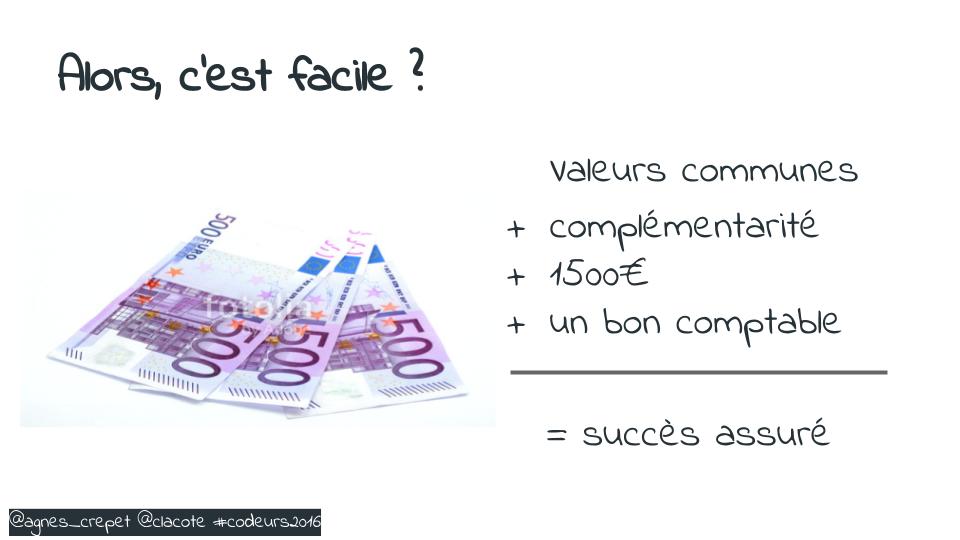 Alors, c'est facile ?
Valeurs communes
+ complémentarité
+ 1500€
+ un bon comptable
= succès assuré
500 EURO
fotolia
500
500
500
@agnes_crepet @clacote #codeurs2016